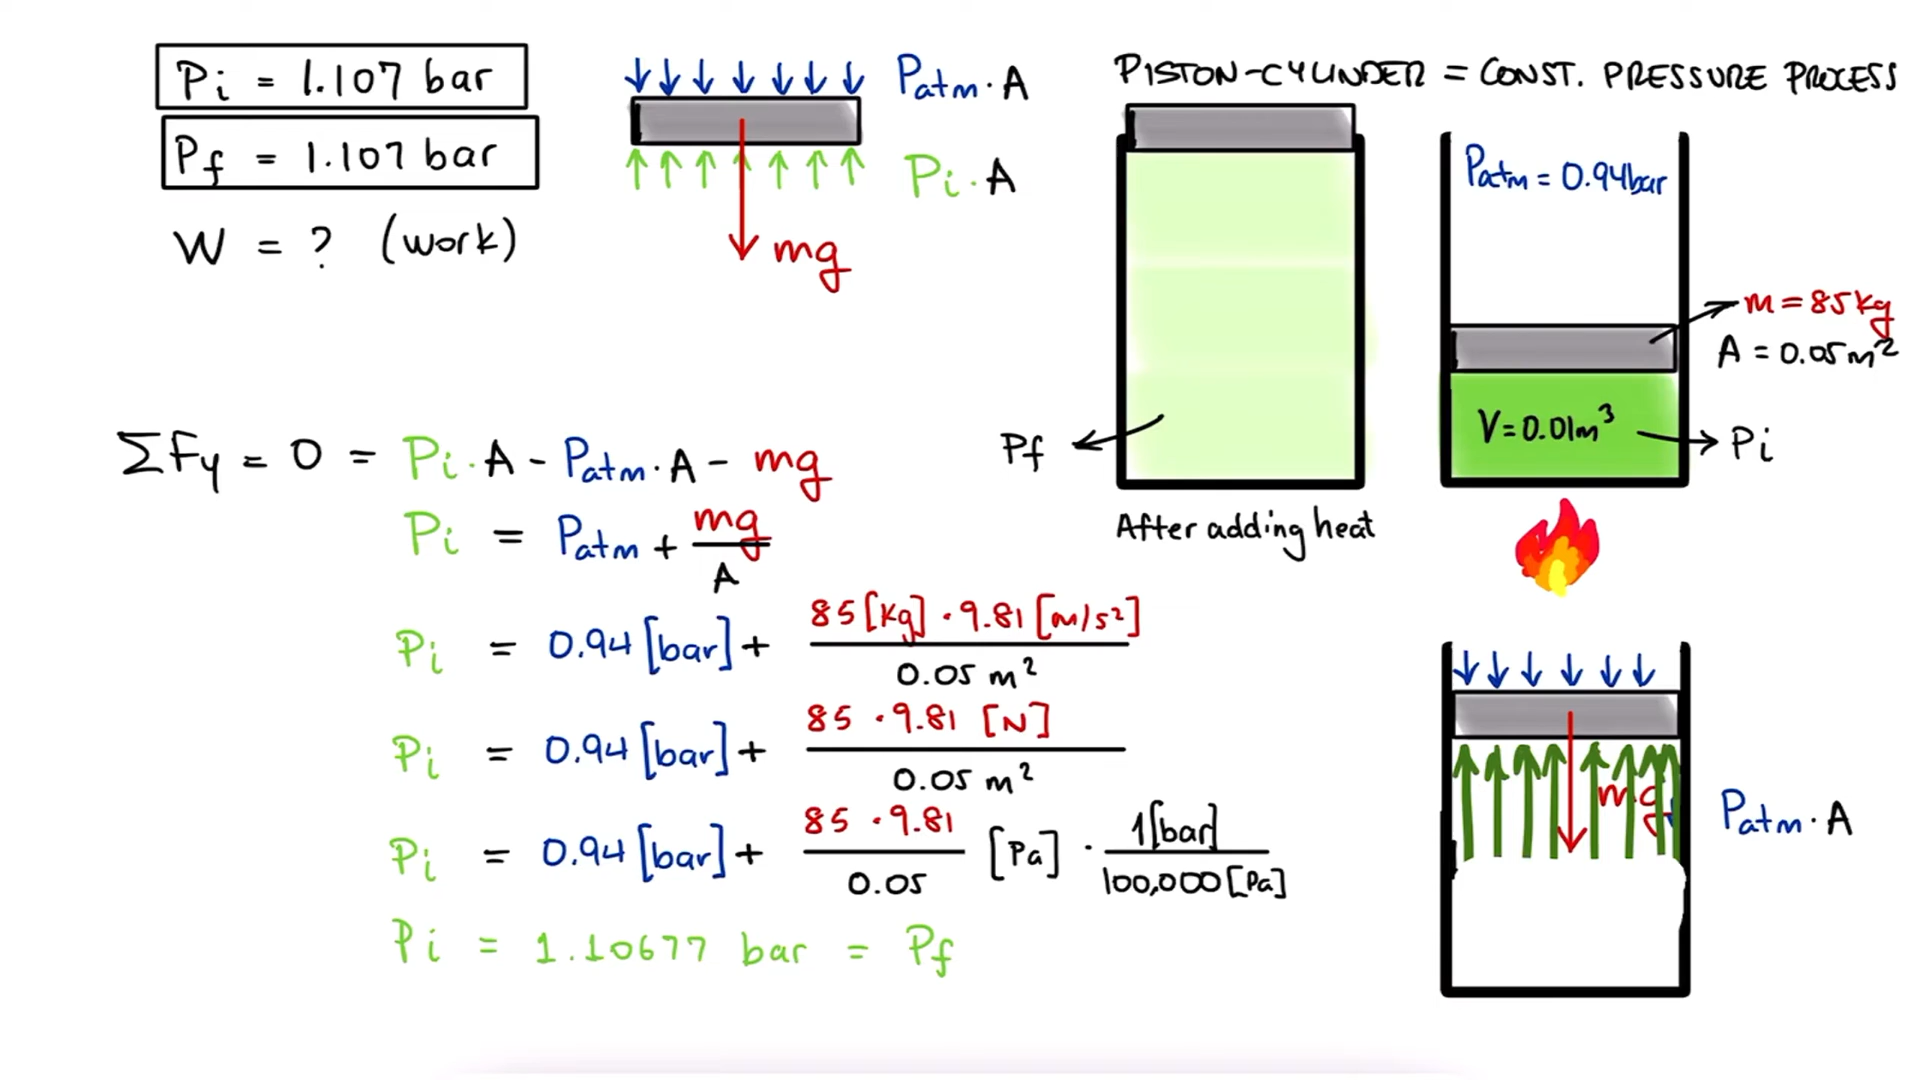 Pi = 1.107 bar
Pf = 1.107 bar
W = ? (work)
Patm · A
Pi · A
mg
PISTON-CYLINDER = CONST. PRESSURE PROCESS
Patm = 0.94bar
m = 85kg
A = 0.05m²
V = 0.01m³
Pi
Pf
After adding heat
ΣFy = 0 = Pi · A - Patm · A - mg
Pi = Patm + mg / A
Pi = 0.94 [bar] + 85 [kg] · 9.81 [m/s²] / 0.05 m²
Pi = 0.94 [bar] + 85 · 9.81 [N] / 0.05 m²
Pi = 0.94 [bar] + 85 · 9.81 / 0.05 [Pa] · 1 [bar] / 100,000 [Pa]
Pi = 1.10677 bar = Pf
mg
Patm · A